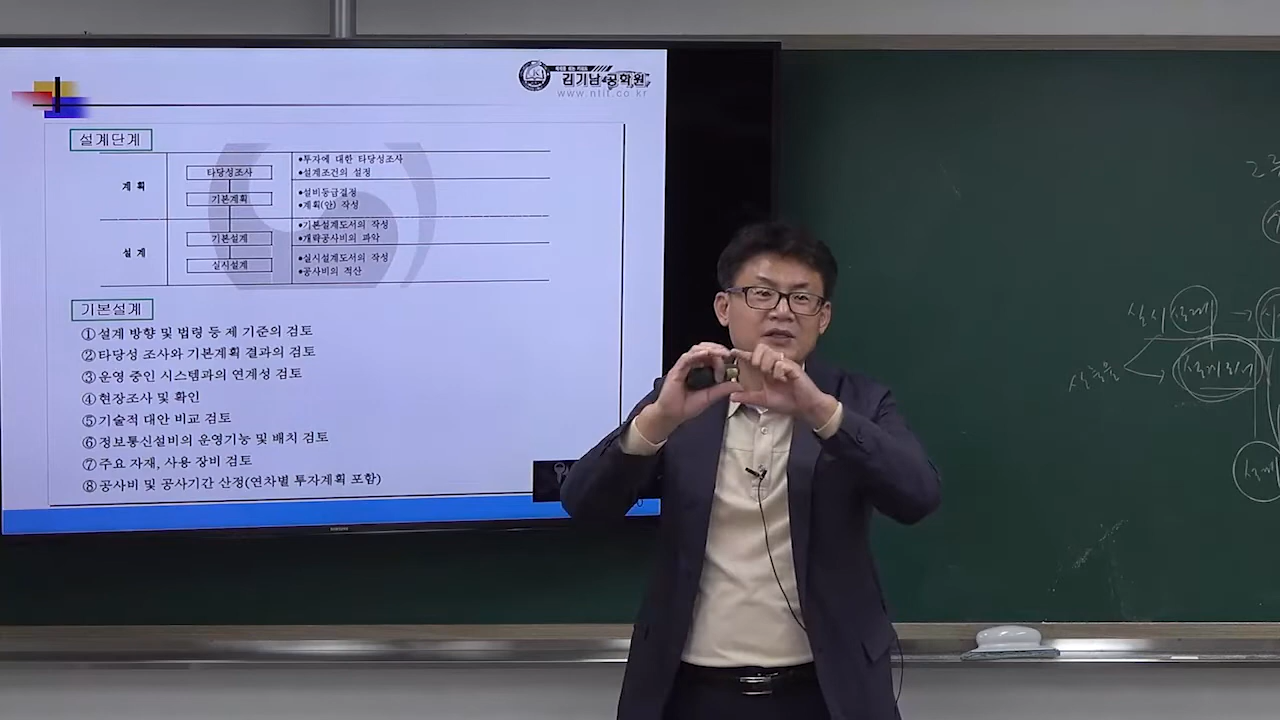 김기남 공학원
www.ntit.co.kr
설계단계
계 획
타당성조사
•투자에 대한 타당성조사
•설계조건의 설정
기본계획
•설비등급결정
•계획(안) 작성
설 계
기본설계
•기본설계도서의 작성
•개략공사비의 파악
실시설계
•실시설계도서의 작성
•공사비의 적산
기본설계
①설계 방향 및 법령 등 제 기준의 검토
②타당성 조사와 기본계획 결과의 검토
③운영 중인 시스템과의 연계성 검토
④현장조사 및 확인
⑤기술적 대안 비교 검토
⑥정보통신설비의 운영기능 및 배치 검토
⑦주요 자재, 사용 장비 검토
⑧공사비 및 공사기간 산정(연차별 투자계획 포함)
SAMSUNG
실시 설계 →
산출물
설계도서
설계